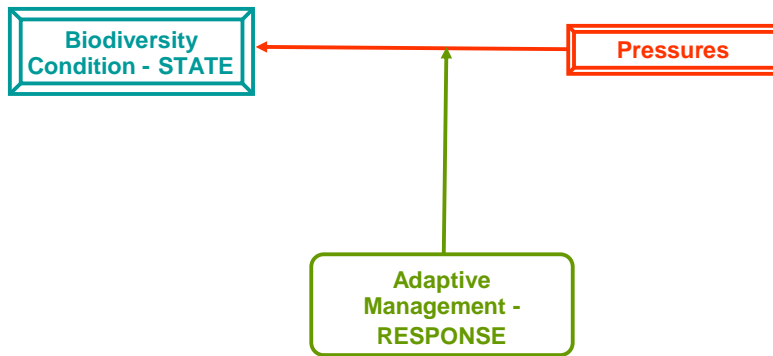 Biodiversity
Condition - STATE
Pressures
Adaptive
Management -
RESPONSE